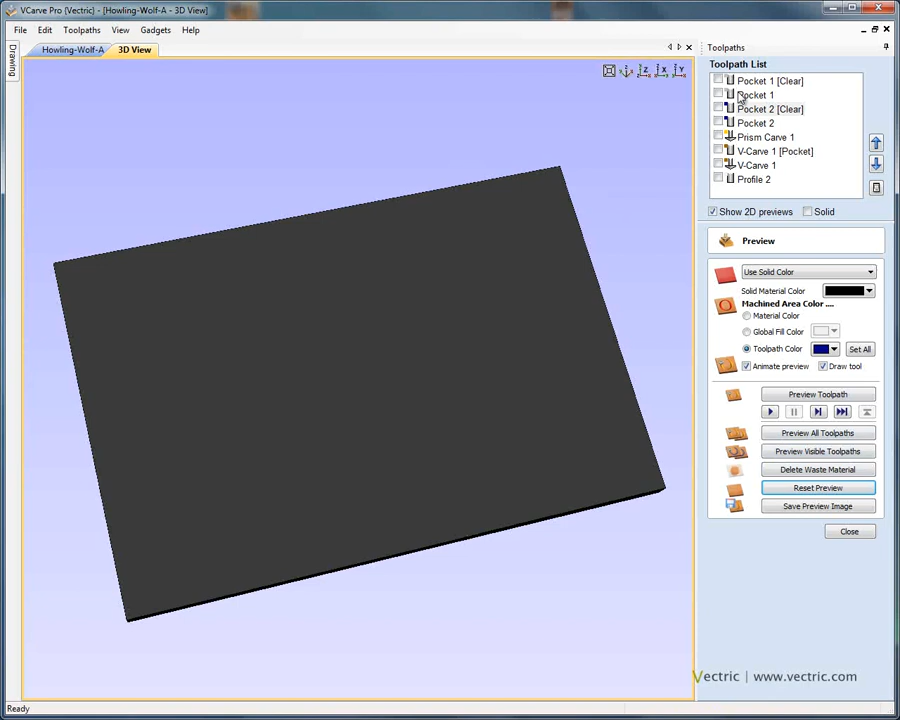 VCarve Pro {Vectric} - [Howling-Wolf-A - 3D View]
File Edit Toolpaths View Gadgets Help
Drawing
Howling-Wolf-A 3D View
Z X Y
Toolpaths
Toolpath List
Pocket 1 [Clear]
Pocket 1
Pocket 2 [Clear]
Pocket 2
Prism Carve 1
V-Carve 1 [Pocket]
V-Carve 1
Profile 2
Show 2D previews Solid
Preview
Use Solid Color
Solid Material Color
Machined Area Color ....
Material Color
Global Fill Color
Toolpath Color Set All
Animate preview Draw tool
Preview Toolpath
Preview All Toolpaths
Preview Visible Toolpaths
Delete Waste Material
Reset Preview
Save Preview Image
Close
Vectric | www.vectric.com
Ready